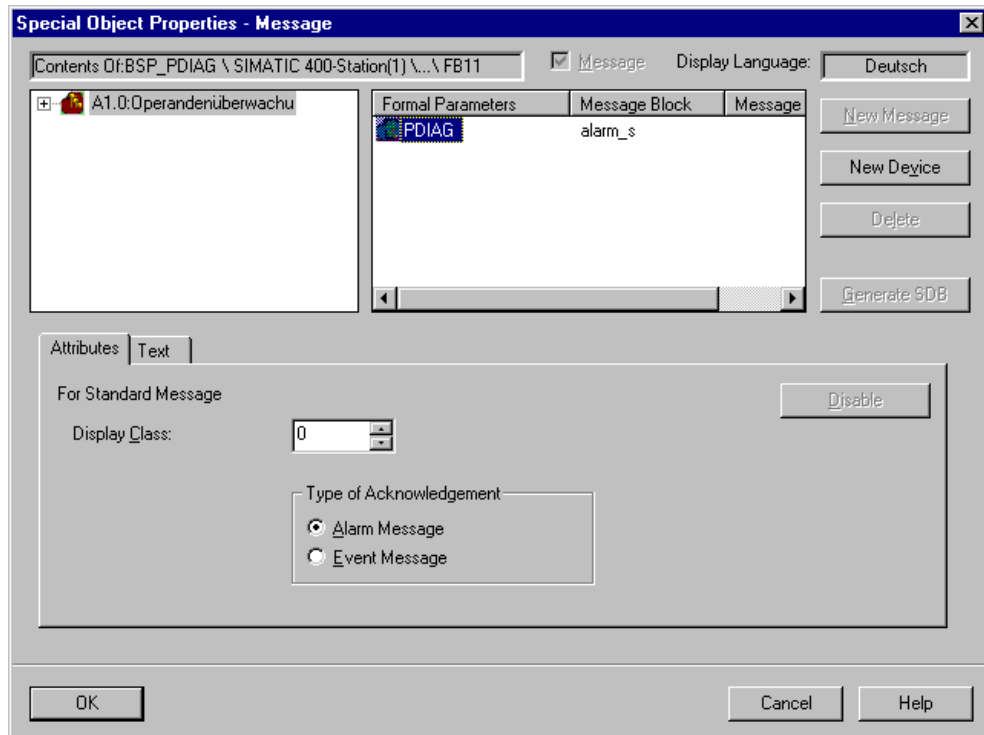 Special Object Properties - Message
Contents Of:BSP_PDIAG \ SIMATIC 400-Station(1) \...\ FB11
Message
Display Language:
Deutsch
A1.0:Operandenüberwachu
Formal Parameters
Message Block
Message
PDIAG
alarm_s
New Message
New Device
Delete
Generate SDB
Attributes
Text
For Standard Message
Disable
Display Class:
0
Type of Acknowledgement
Alarm Message
Event Message
OK
Cancel
Help